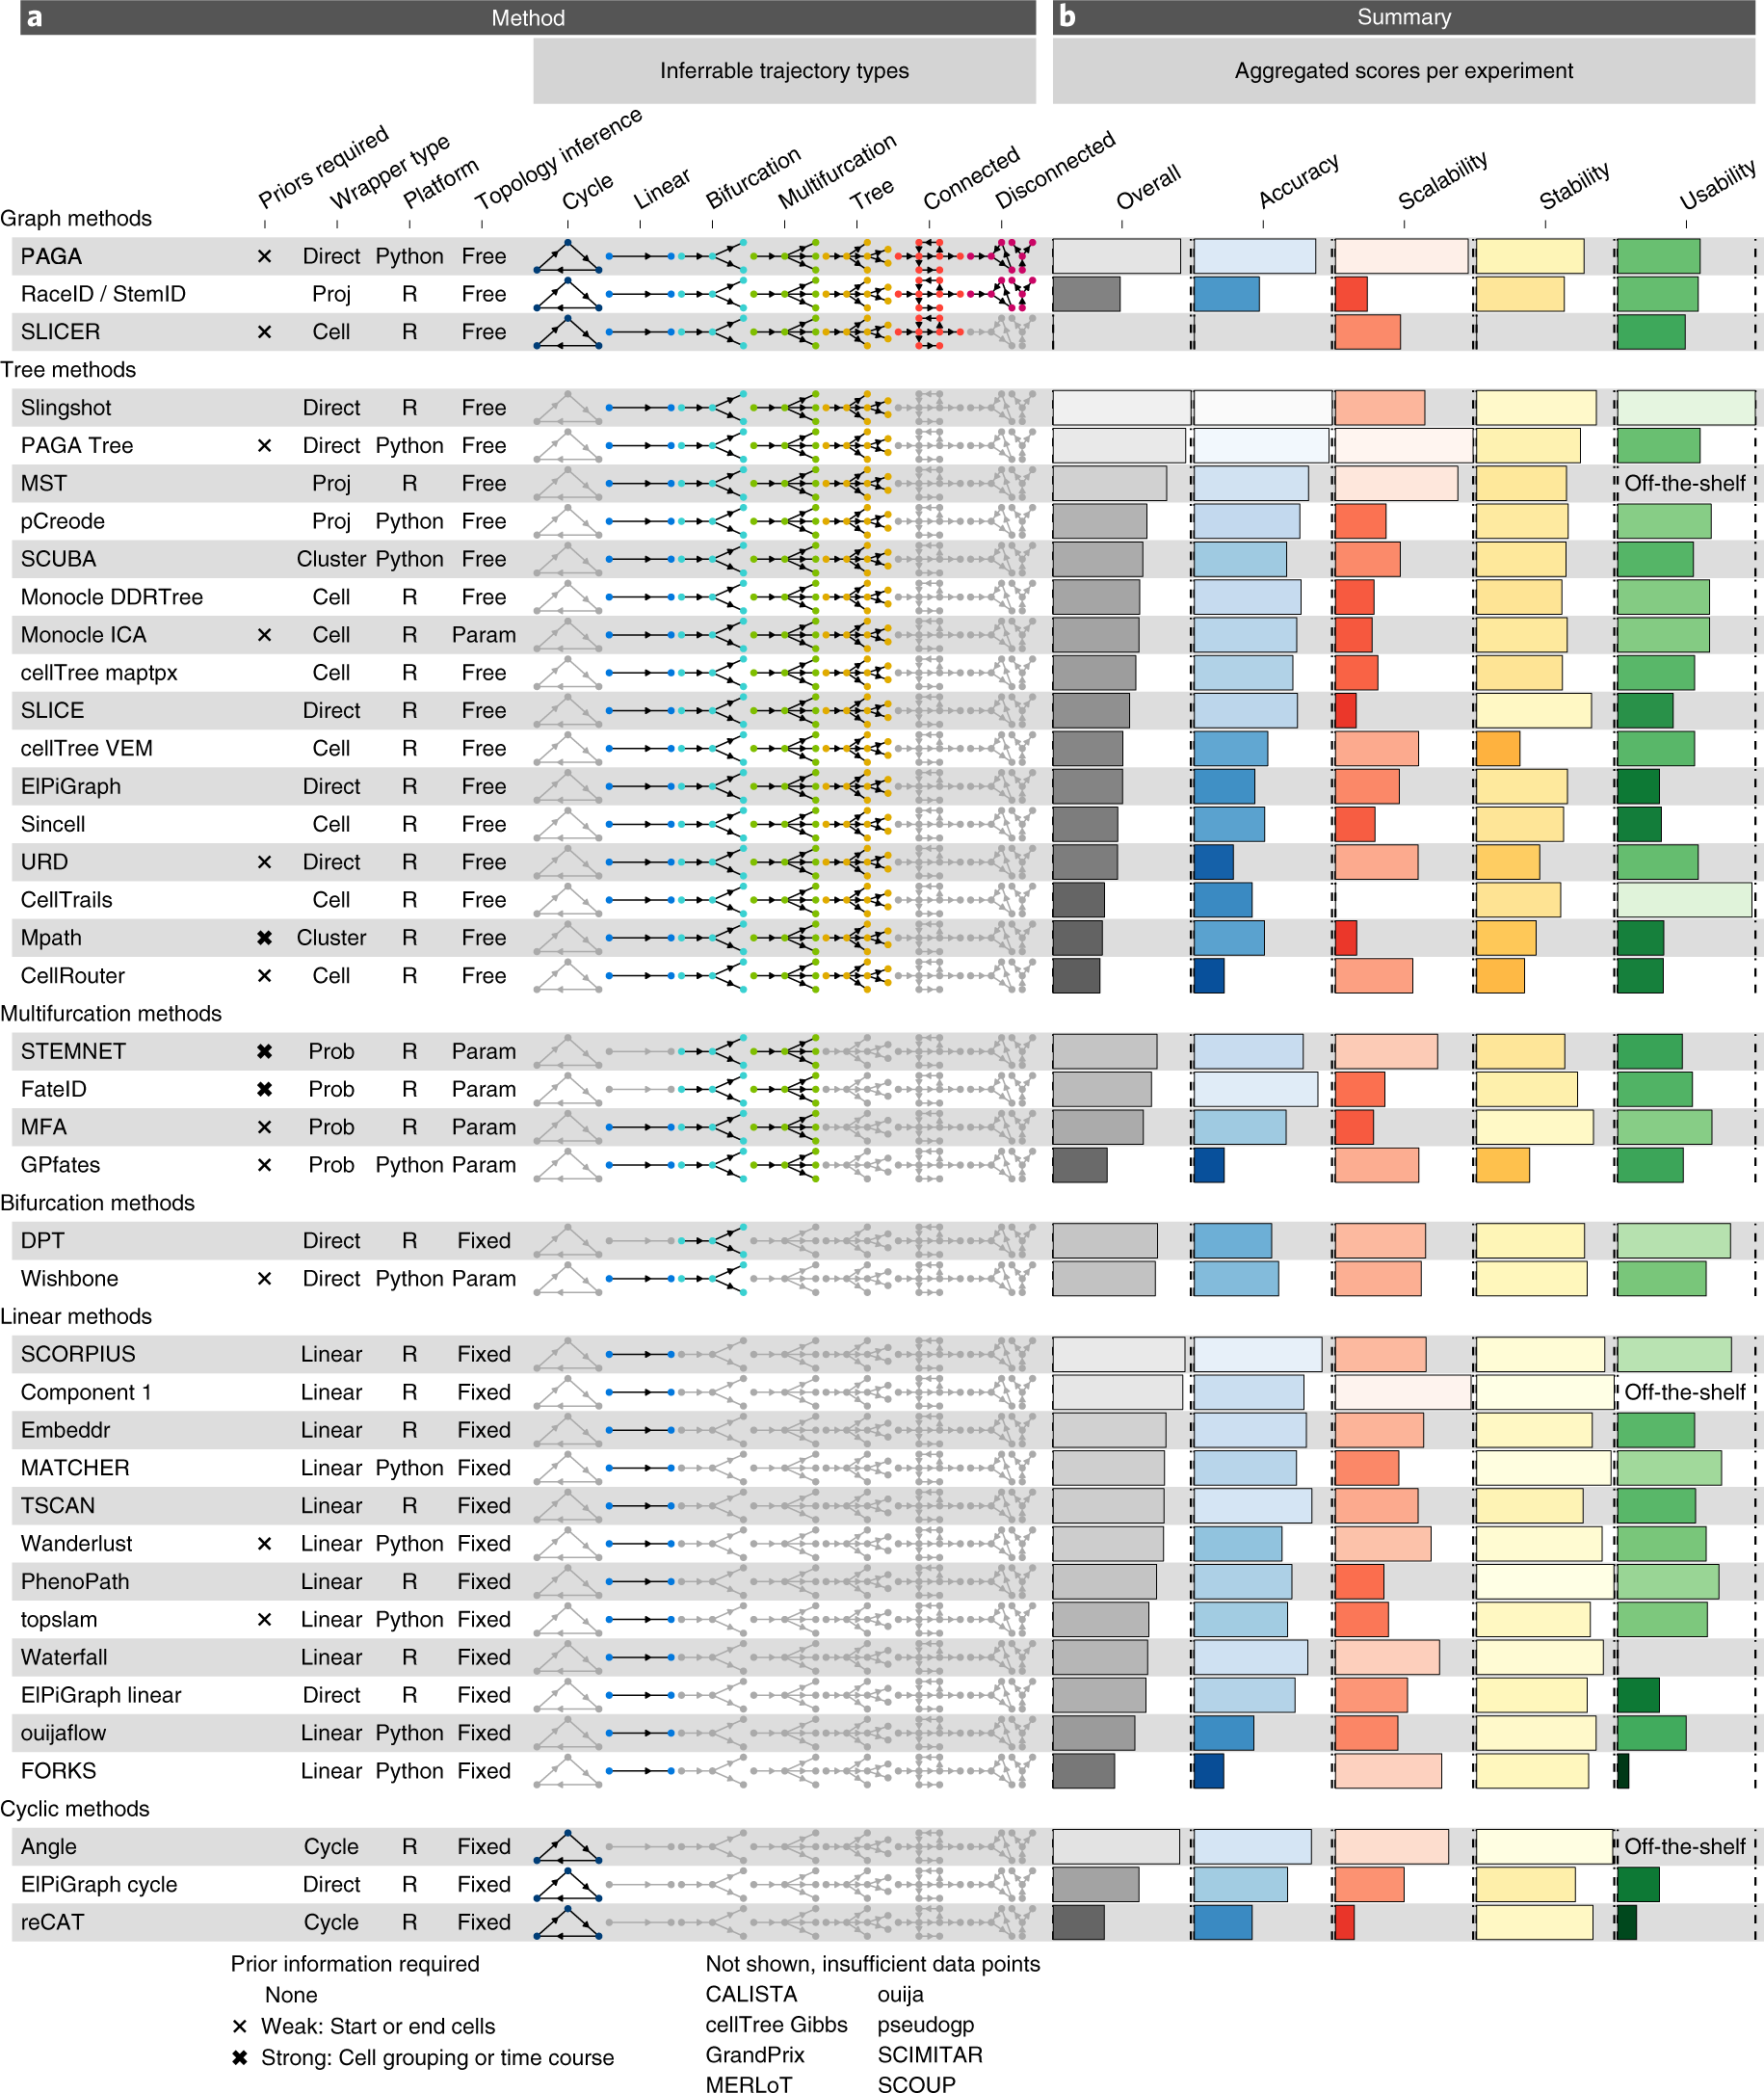 a Method b Summary
Inferrable trajectory types Aggregated scores per experiment
Priors required Wrapper type Platform Topology inference Cycle Linear Bifurcation Multifurcation Tree Connected Disconnected Overall Accuracy Scalability Stability Usability
Graph methods
PAGA × Direct Python Free
RaceID / StemID Proj R Free
SLICER × Cell R Free
Tree methods
Slingshot Direct R Free
PAGA Tree × Direct Python Free
MST Proj R Free Off-the-shelf
pCreode Proj Python Free
SCUBA Cluster Python Free
Monocle DDRTree Cell R Free
Monocle ICA × Cell R Param
cellTree maptpx Cell R Free
SLICE Direct R Free
cellTree VEM Cell R Free
ElPiGraph Direct R Free
Sincell Cell R Free
URD × Direct R Free
CellTrails Cell R Free
Mpath ✖ Cluster R Free
CellRouter × Cell R Free
Multifurcation methods
STEMNET ✖ Prob R Param
FateID ✖ Prob R Param
MFA × Prob R Param
GPfates × Prob Python Param
Bifurcation methods
DPT Direct R Fixed
Wishbone × Direct Python Param
Linear methods
SCORPIUS Linear R Fixed
Component 1 Linear R Fixed Off-the-shelf
Embeddr Linear R Fixed
MATCHER Linear Python Fixed
TSCAN Linear R Fixed
Wanderlust × Linear Python Fixed
PhenoPath Linear R Fixed
topslam × Linear Python Fixed
Waterfall Linear R Fixed
ElPiGraph linear Direct R Fixed
ouijaflow Linear Python Fixed
FORKS Linear Python Fixed
Cyclic methods
Angle Cycle R Fixed Off-the-shelf
ElPiGraph cycle Direct R Fixed
reCAT Cycle R Fixed
Prior information required
None
× Weak: Start or end cells
✖ Strong: Cell grouping or time course
Not shown, insufficient data points
CALISTA ouija
cellTree Gibbs pseudogp
GrandPrix SCIMITAR
MERLoT SCOUP